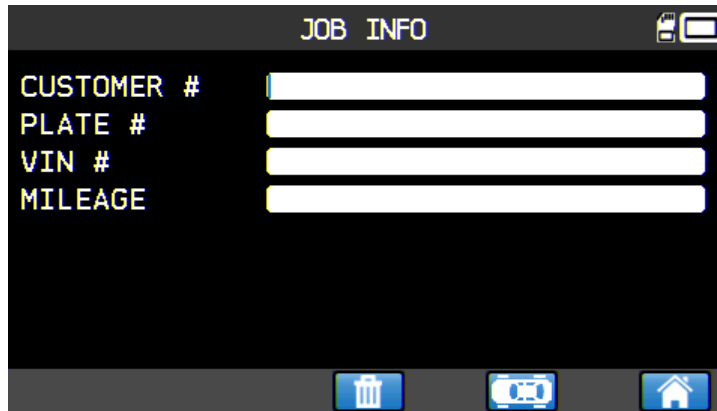 JOB INFO
CUSTOMER #
PLATE #
VIN #
MILEAGE